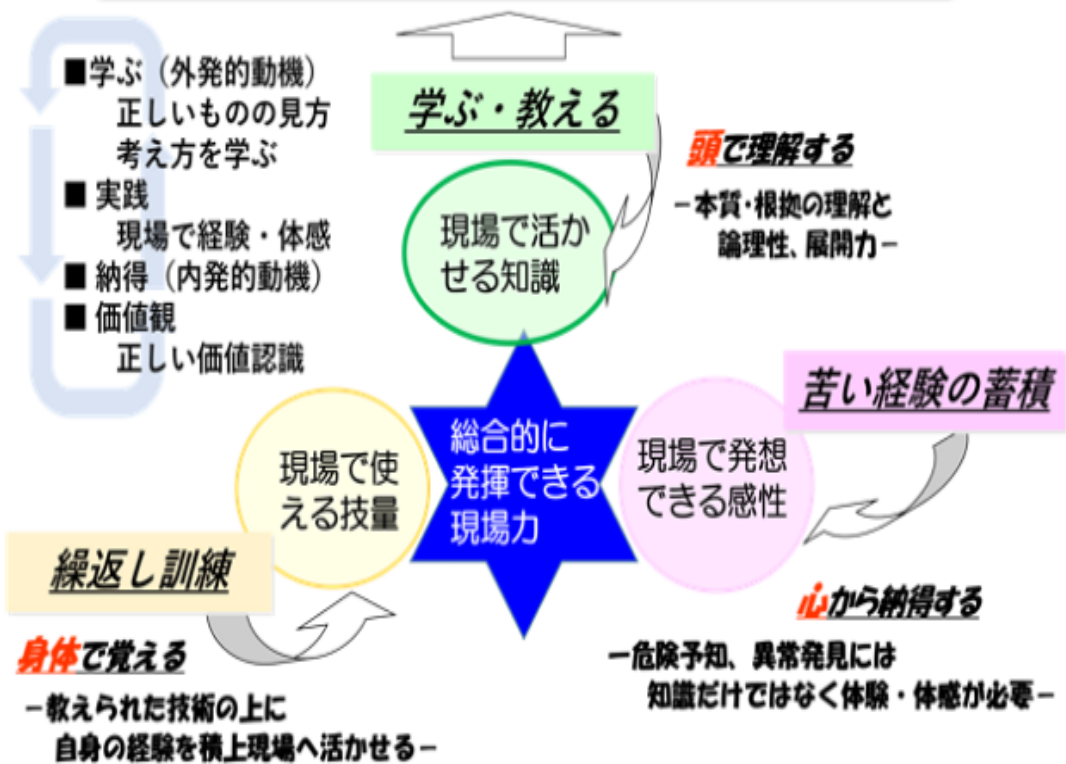 ■学ぶ（外発的動機）
正しいものの見方
考え方を学ぶ
■ 実践
現場で経験・体感
■ 納得（内発的動機）
■ 価値観
正しい価値認識
学ぶ・教える
頭で理解する
－本質・根拠の理解と
論理性、展開力－
現場で活か
せる知識
苦い経験の蓄積
現場で発想
できる感性
心から納得する
－危険予知、異常発見には
知識だけではなく体験・体感が必要－
総合的に
発揮できる
現場力
現場で使
える技量
繰返し訓練
身体で覚える
－教えられた技術の上に
自身の経験を積上現場へ活かせる－